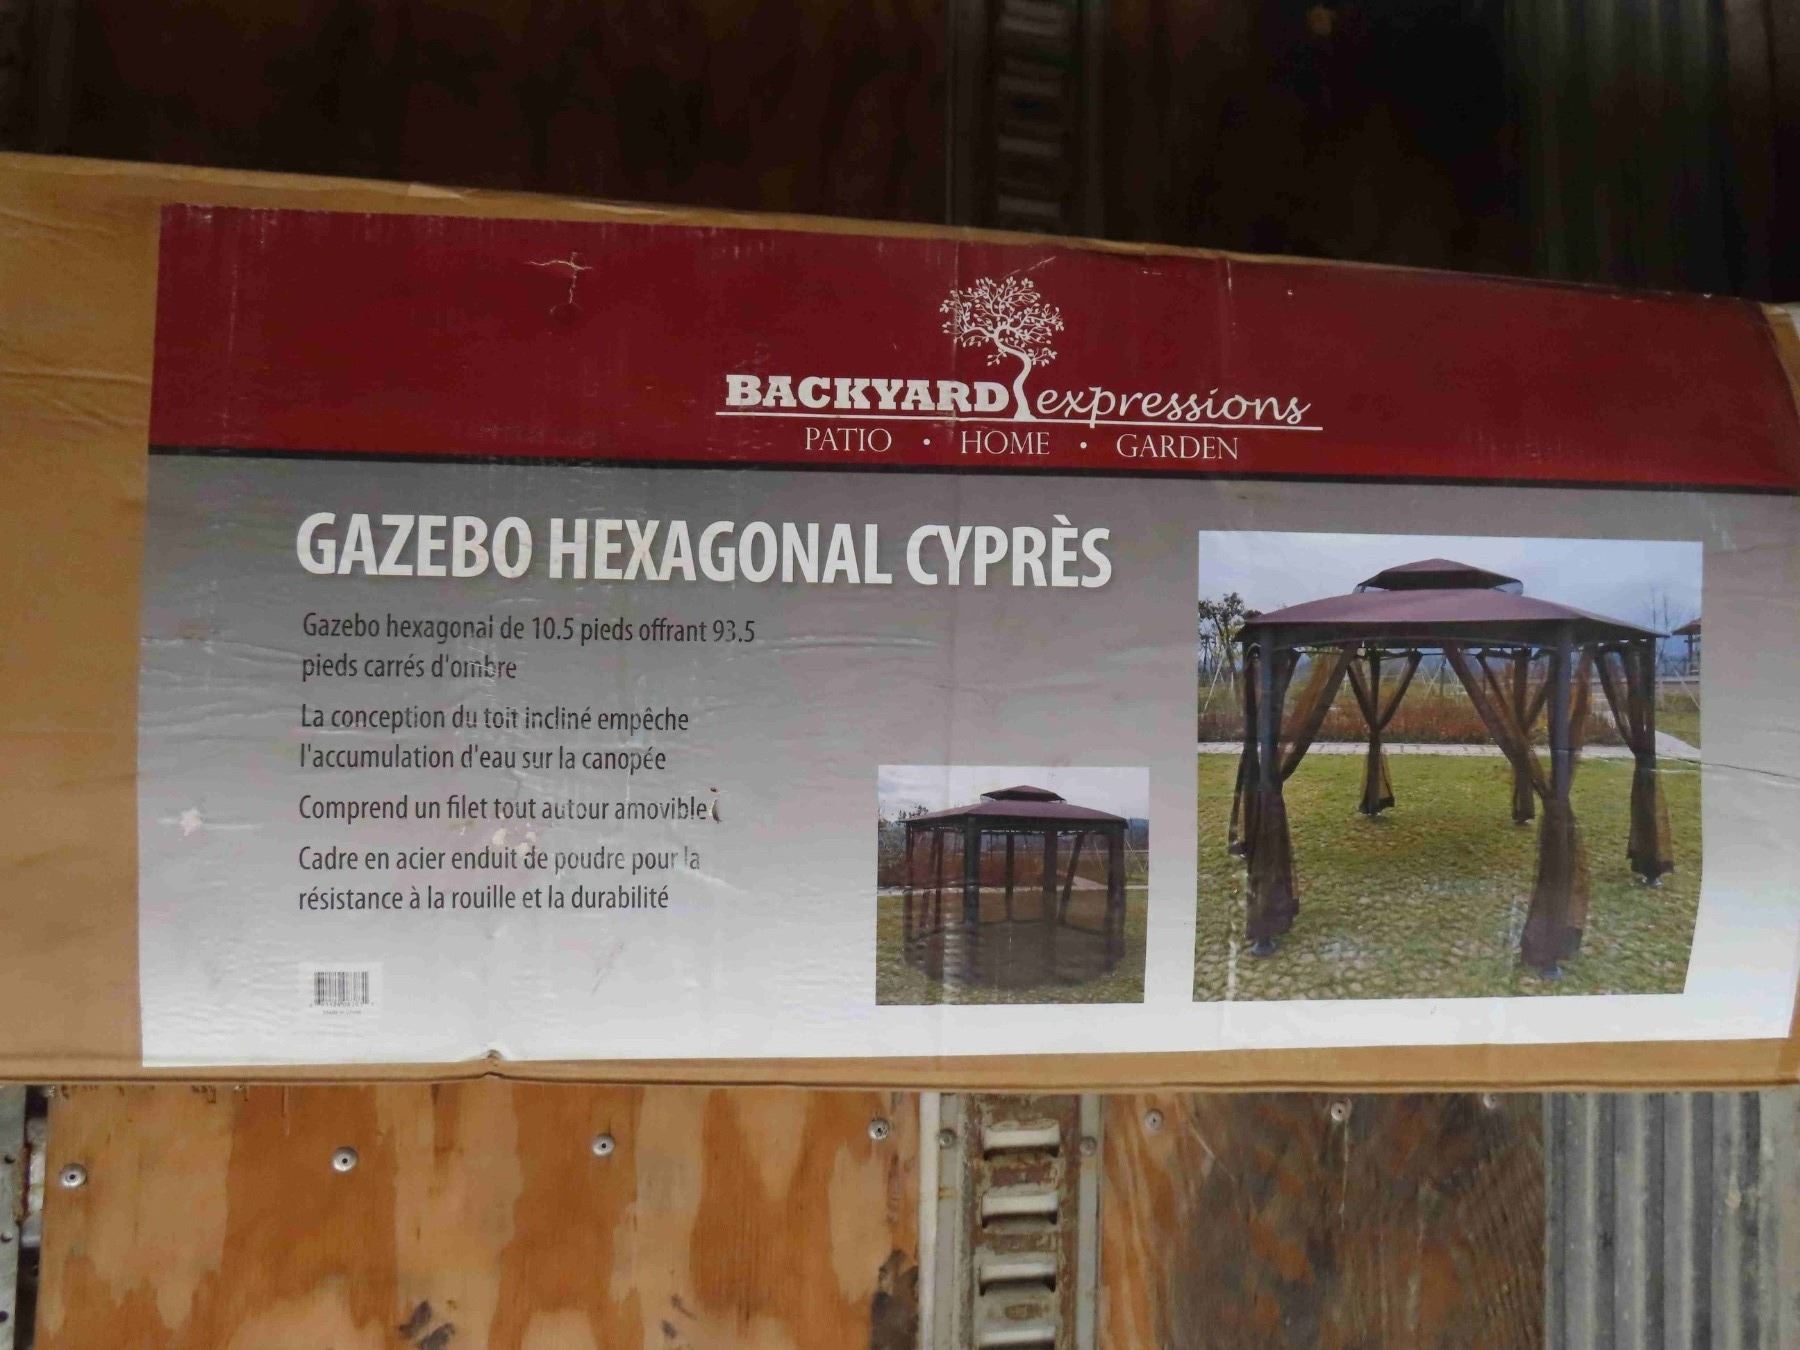 BACKYARD expressions
PATIO • HOME • GARDEN
GAZEBO HEXAGONAL CYPRÈS
Gazebo hexagonal de 10.5 pieds offrant 93.5
pieds carrés d'ombre
La conception du toit incliné empêche
l'accumulation d'eau sur la canopée
Comprend un filet tout autour amovible
Cadre en acier enduit de poudre pour la
résistance à la rouille et la durabilité